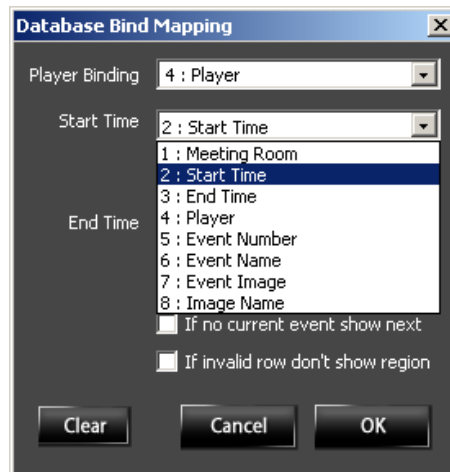 Database Bind Mapping
Player Binding 4 : Player
Start Time 2 : Start Time
1 : Meeting Room
2 : Start Time
3 : End Time
End Time 4 : Player
5 : Event Number
6 : Event Name
7 : Event Image
8 : Image Name
If no current event show next
If invalid row don't show region
Clear Cancel OK